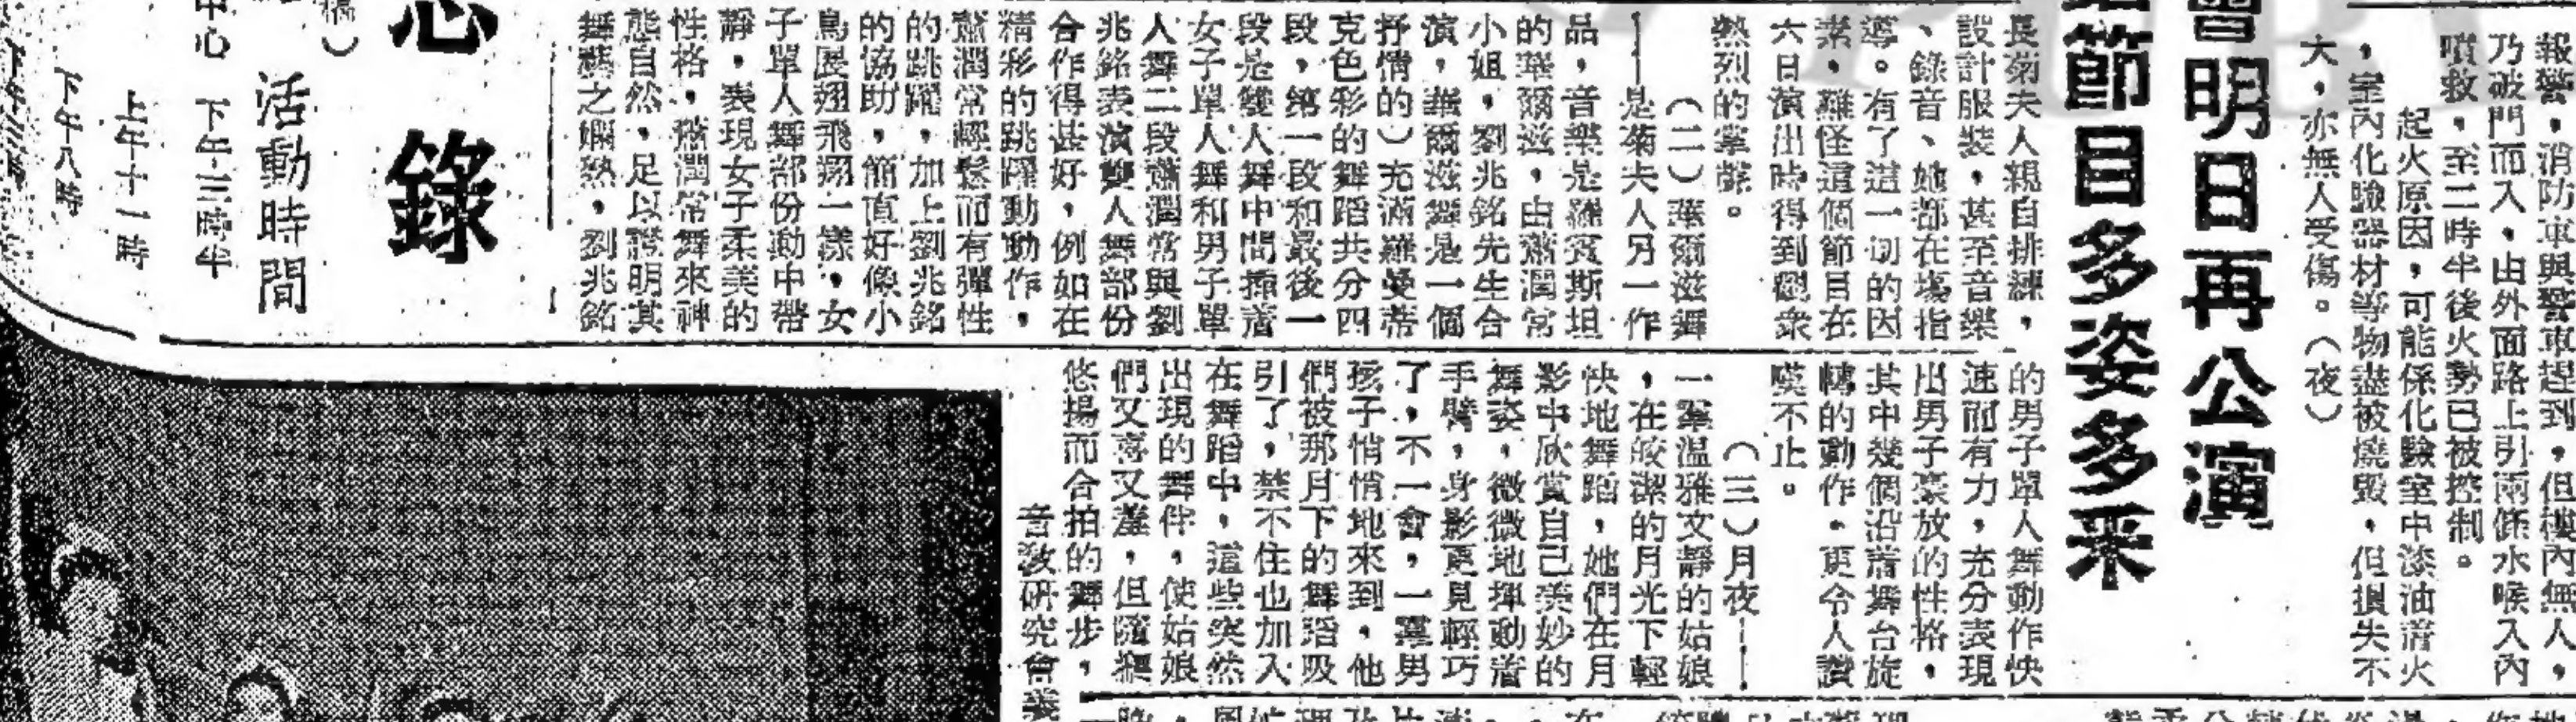 報警，消防車與警車趕到，但樓內無人，
乃破門而入，由外面路上引兩條水喉入內
噴救，至二時半後火勢已被控制。
起火原因，可能係化驗室中漆油着火
，室內化驗器材等物盡被燒毀，但損失不
大，亦無人受傷。（夜）
會明日再公演
節目多姿多釆
長菊夫人親自排練，
設計服裝，甚至音樂
、錄音、她都在塲指
導。有了這一切的因
素，難怪這個節目在
六日演出時得到觀衆
熱烈的掌聲。
（二）華爾滋舞
——是菊夫人另一作
品，音樂是羅賓斯坦
的華爾滋，由蕭潤常
小姐，劉兆銘先生合
演，華爾滋舞是一個
抒情的）充滿羅曼蒂
克色彩的舞蹈共分四
段，第一段和最後一
段是雙人舞中間揷着
女子單人舞和男子單
人舞二段蕭潤常與劉
兆銘表演雙人舞部份
合作得甚好，例如在
精彩的跳躍動動作，
蕭潤常輕鬆而有彈性
的跳躍，加上劉兆銘
的協助，簡直好像小
鳥展翅飛翔一樣，女
子單人舞部份動中帶
靜，表現女子柔美的
性格，蕭潤常舞來神
態自然，足以證明其
舞藝之嫻熟，劉兆銘
的男子單人舞動作快
速而有力，充分表現
出男子豪放的性格，
其中幾個沿着舞台旋
轉的動作，更令人讚
嘆不止。
（三）月夜——
一羣溫雅文靜的姑娘
，在皎潔的月光下輕
快地舞蹈，她們在月
影中欣賞自己美妙的
舞姿，微微地揮動着
手臂，身影更見輕巧
了，不一會，一羣男
孩子悄悄地來到，他
們被那月下的舞蹈吸
引了，禁不住也加入
在舞蹈中，這些突然
出現的舞伴，使姑娘
們又喜又羞，但隨
悠揚而合拍的舞步，
音波研究會義
錄
活動時間
中心 下午三時半
上午十一時
下午八時